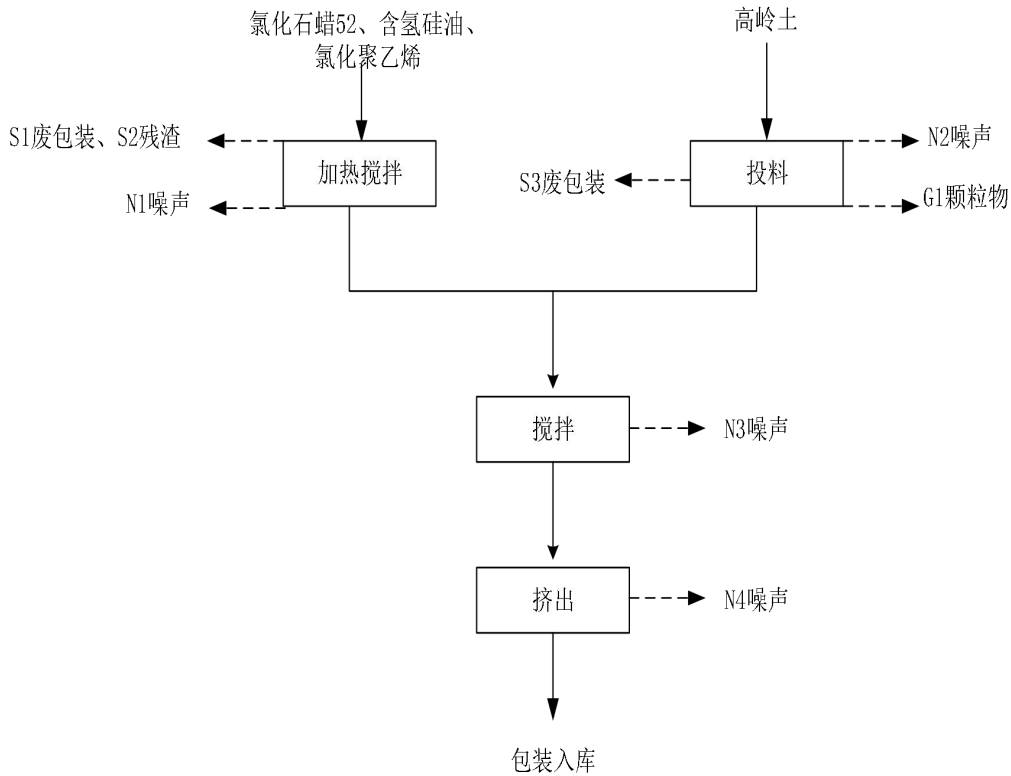 氯化石蜡52、含氢硅油、
氯化聚乙烯
高岭土
S1废包装、S2残渣
加热搅拌
N1噪声
投料
N2噪声
S3废包装
G1颗粒物
搅拌
N3噪声
挤出
N4噪声
包装入库